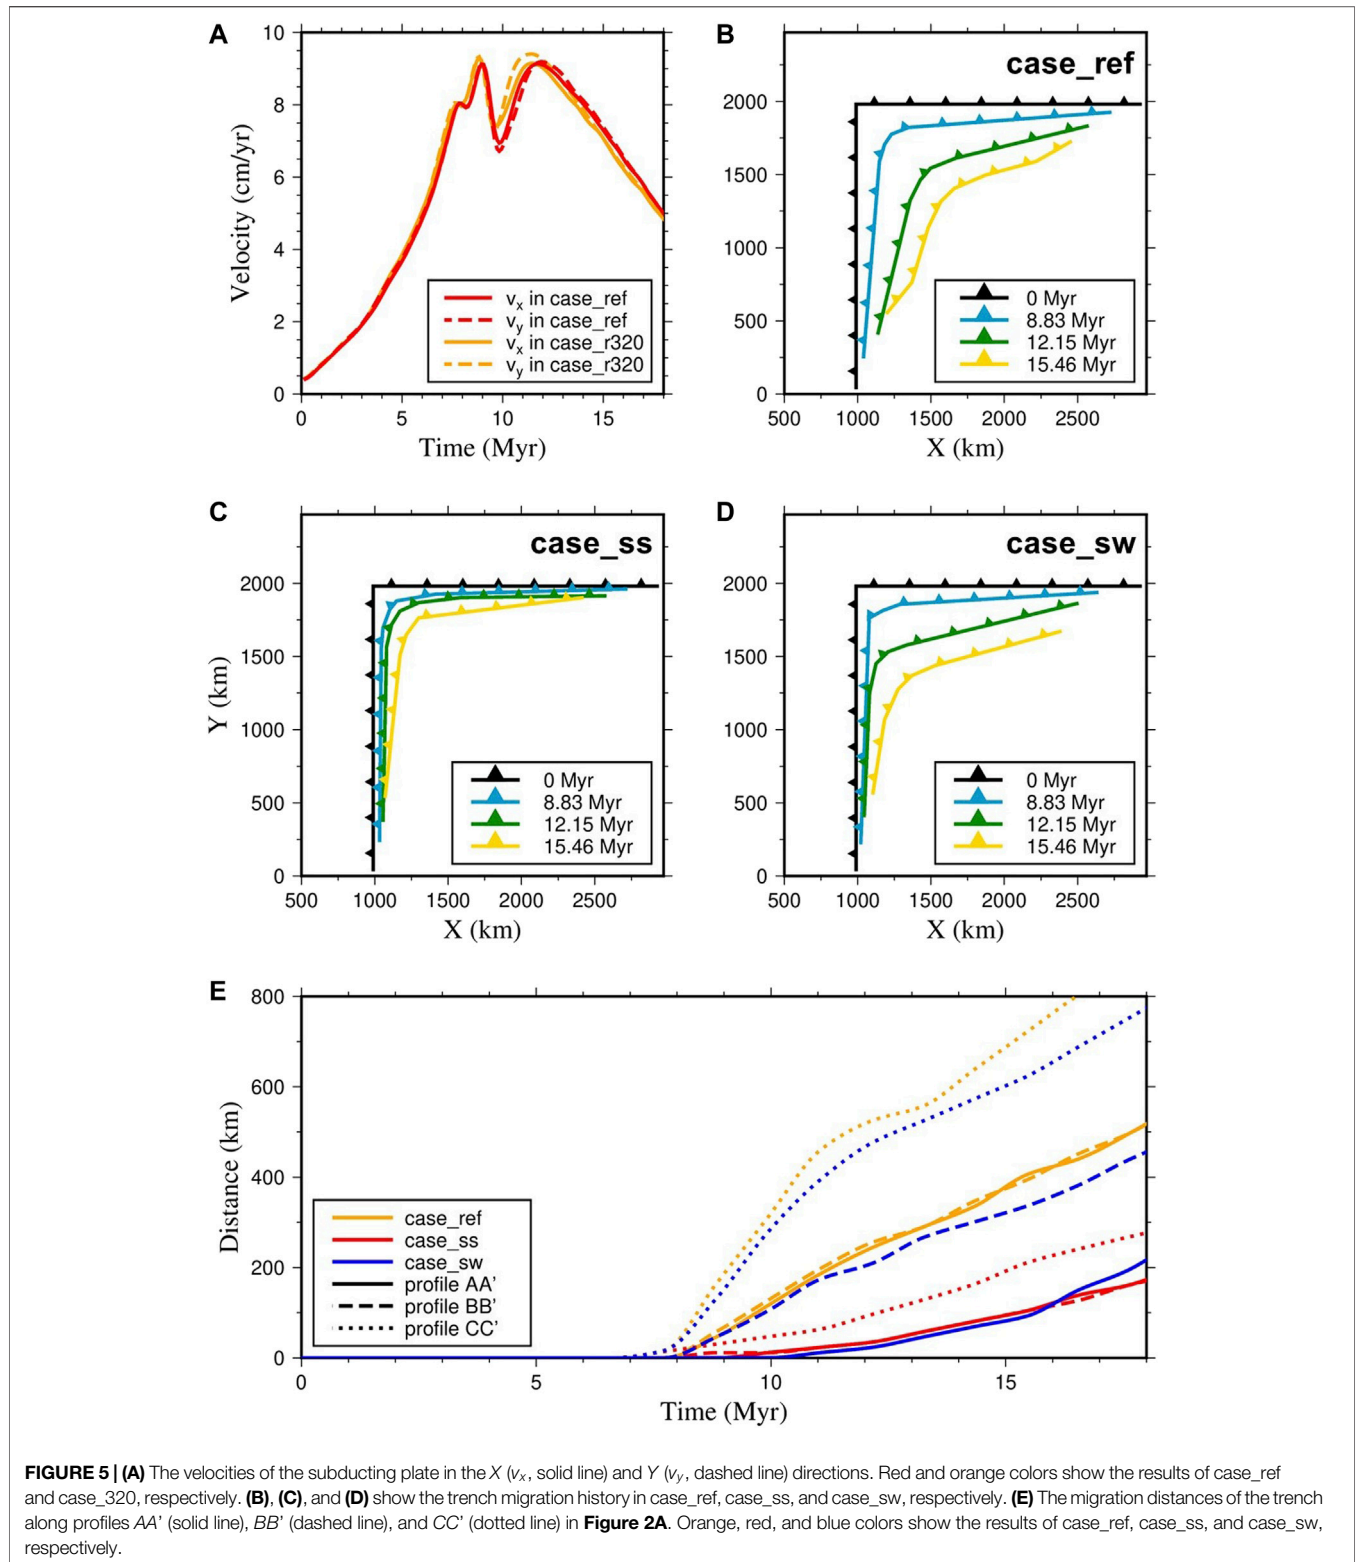 A
10
8
6
4
2
0
Velocity (cm/yr)
vx in case_ref
vy in case_ref
vx in case_r320
vy in case_r320
0 5 10 15
Time (Myr)
B
case_ref
2000
1500
1000
500
0
0 Myr
8.83 Myr
12.15 Myr
15.46 Myr
500 1000 1500 2000 2500
X (km)
C
case_ss
2000
1500
1000
500
0
Y (km)
0 Myr
8.83 Myr
12.15 Myr
15.46 Myr
500 1000 1500 2000 2500
X (km)
D
case_sw
2000
1500
1000
500
0
0 Myr
8.83 Myr
12.15 Myr
15.46 Myr
500 1000 1500 2000 2500
X (km)
E
800
600
400
200
0
Distance (km)
case_ref
case_ss
case_sw
profile AA'
profile BB'
profile CC'
0 5 10 15
Time (Myr)
FIGURE 5 | (A) The velocities of the subducting plate in the X (vx, solid line) and Y (vy, dashed line) directions. Red and orange colors show the results of case_ref
and case_320, respectively. (B), (C), and (D) show the trench migration history in case_ref, case_ss, and case_sw, respectively. (E) The migration distances of the trench
along profiles AA' (solid line), BB' (dashed line), and CC' (dotted line) in Figure 2A. Orange, red, and blue colors show the results of case_ref, case_ss, and case_sw,
respectively.